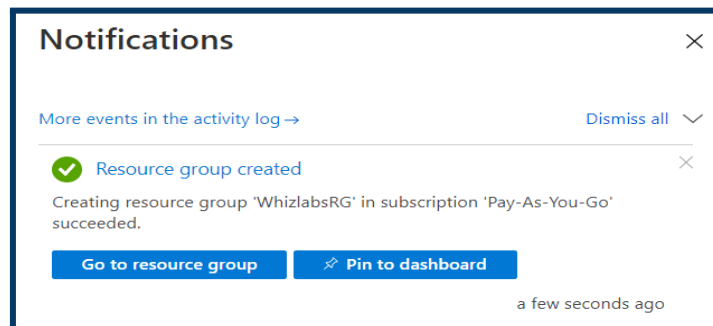 Notifications
More events in the activity log →
Dismiss all
Resource group created
Creating resource group 'WhizlabsRG' in subscription 'Pay-As-You-Go'
succeeded.
Go to resource group
Pin to dashboard
a few seconds ago